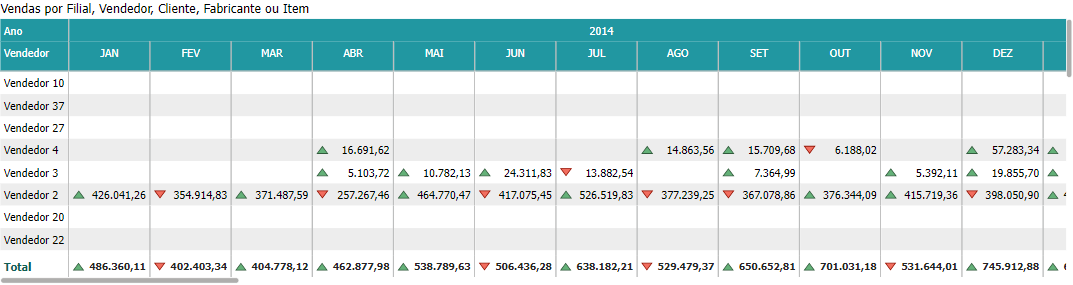 Vendas por Filial, Vendedor, Cliente, Fabricante ou Item
Ano 2014
Vendedor JAN FEV MAR ABR MAI JUN JUL AGO SET OUT NOV DEZ
Vendedor 10
Vendedor 37
Vendedor 27
Vendedor 4 16.691,62 14.863,56 15.709,68 6.188,02 57.283,34
Vendedor 3 5.103,72 10.782,13 24.311,83 13.882,54 7.364,99 5.392,11 19.855,70
Vendedor 2 426.041,26 354.914,83 371.487,59 257.267,46 464.770,47 417.075,45 526.519,83 377.239,25 367.078,86 376.344,09 415.719,36 398.050,90
Vendedor 20
Vendedor 22
Total 486.360,11 402.403,34 404.778,12 462.877,98 538.789,63 506.436,28 638.182,21 529.479,37 650.652,81 701.031,18 531.644,01 745.912,88